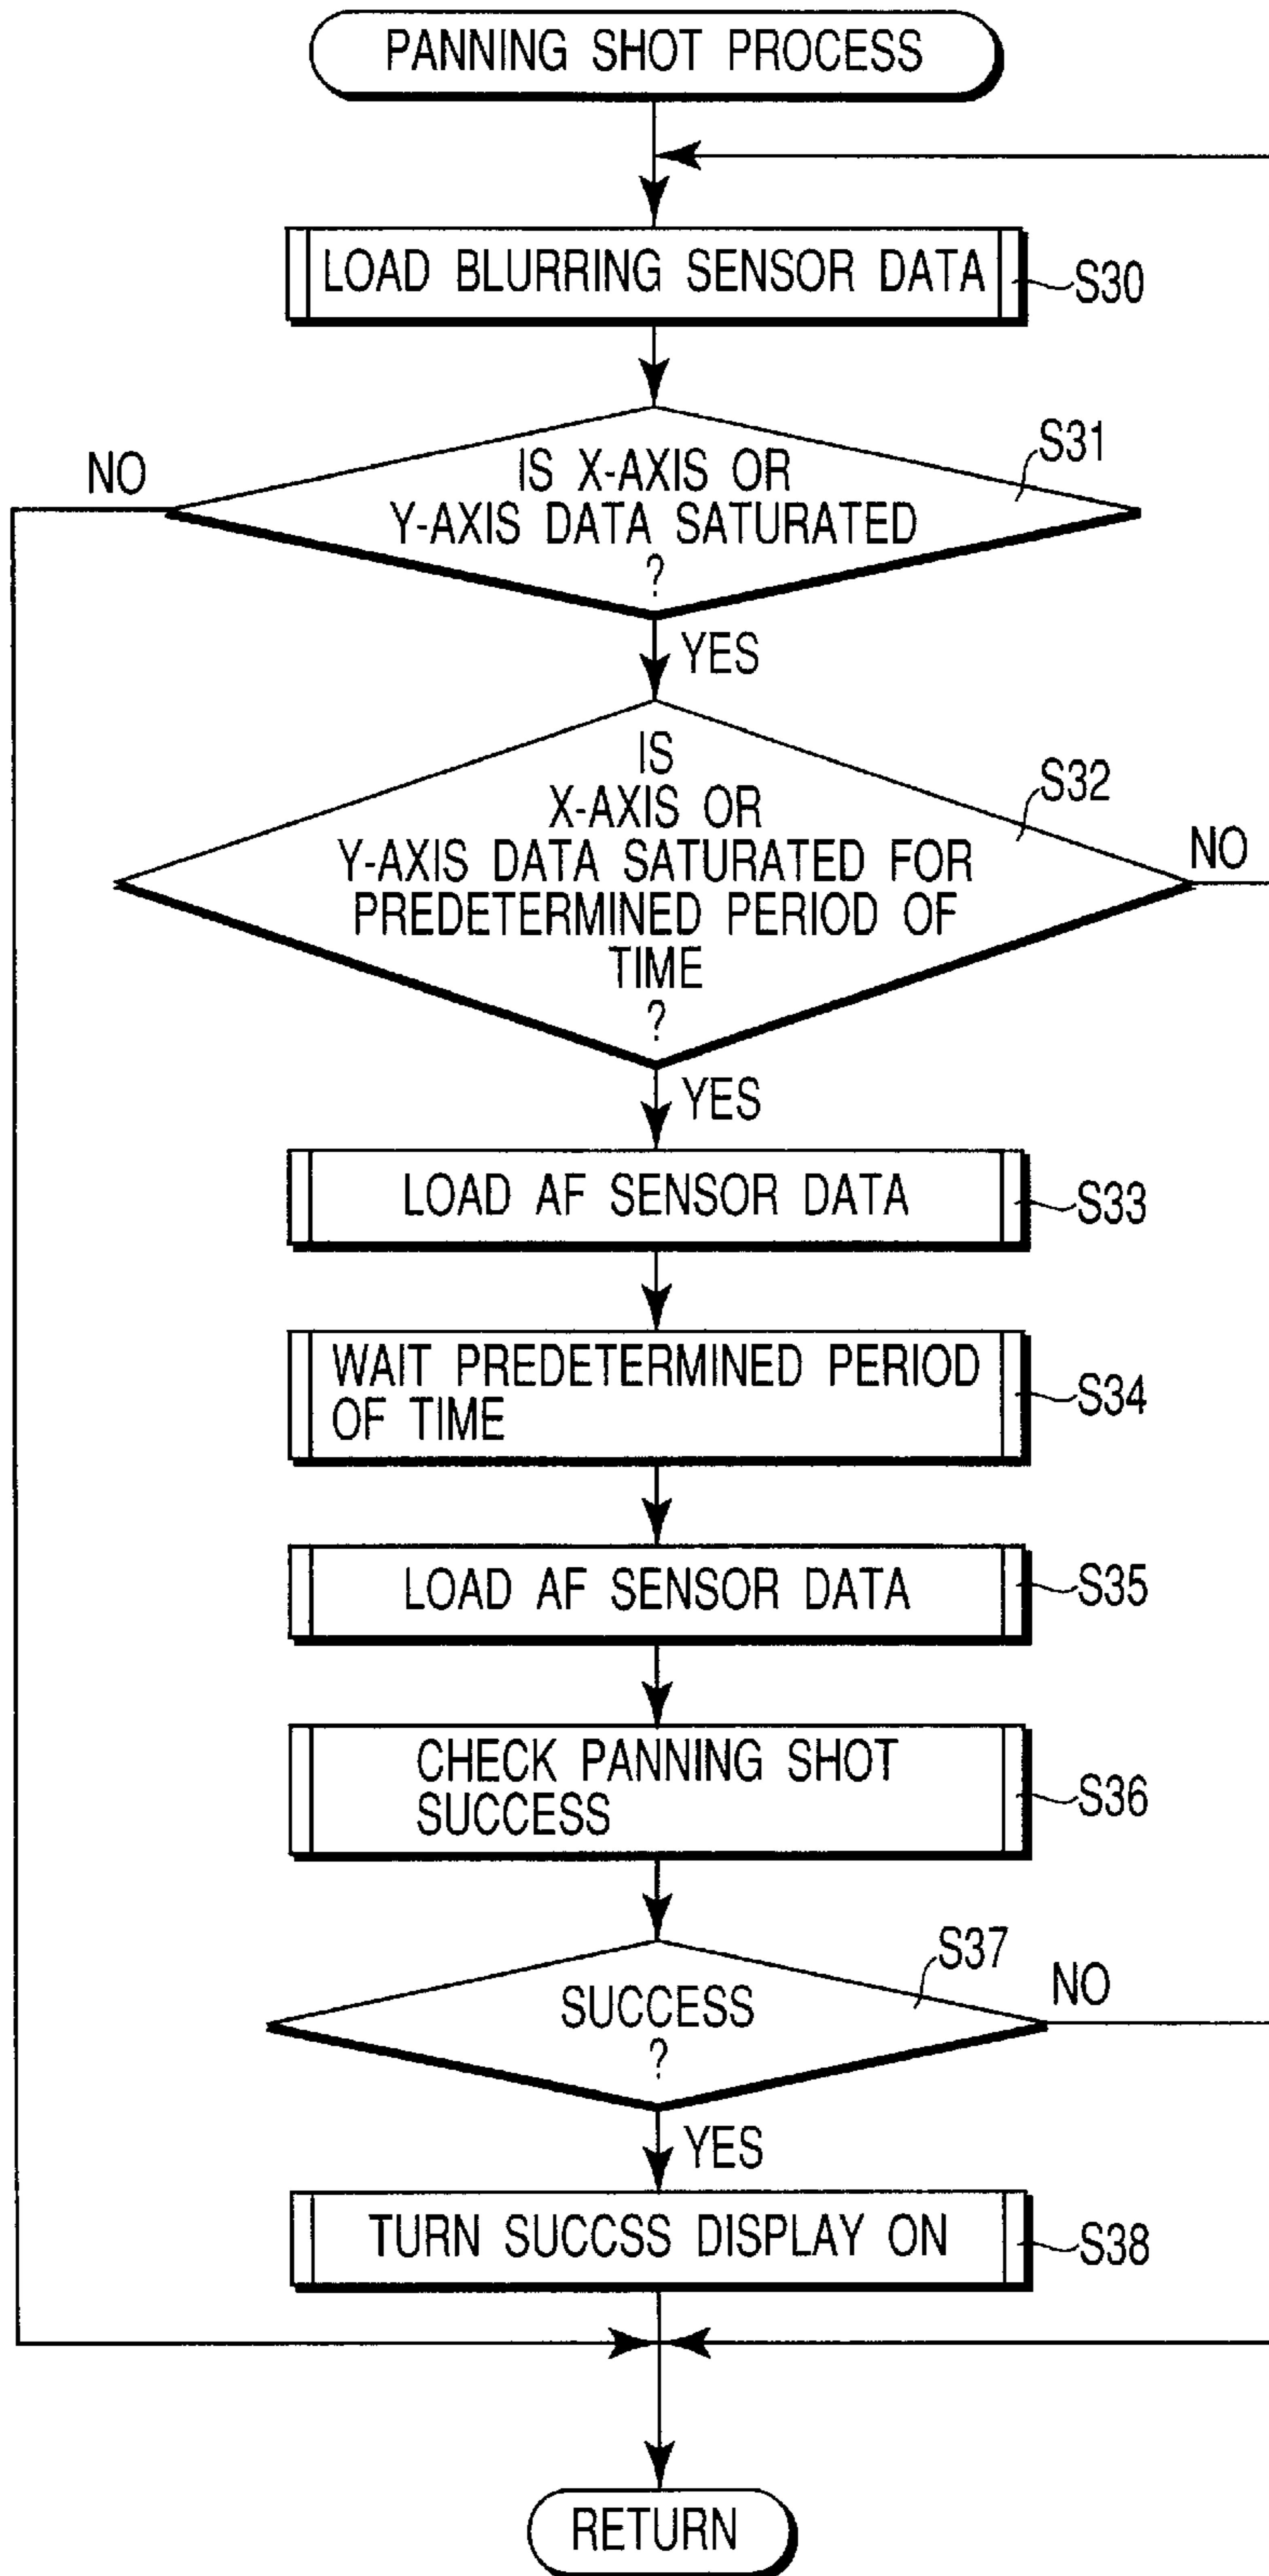 PANNING SHOT PROCESS
LOAD BLURRING SENSOR DATA
S30
IS X-AXIS OR
Y-AXIS DATA SATURATED
?
S31
NO
YES
IS
X-AXIS OR
Y-AXIS DATA SATURATED FOR
PREDETERMINED PERIOD OF
TIME
?
S32
NO
YES
LOAD AF SENSOR DATA
S33
WAIT PREDETERMINED PERIOD
OF TIME
S34
LOAD AF SENSOR DATA
S35
CHECK PANNING SHOT
SUCCESS
S36
SUCCESS
?
S37
NO
YES
TURN SUCCSS DISPLAY ON
S38
RETURN